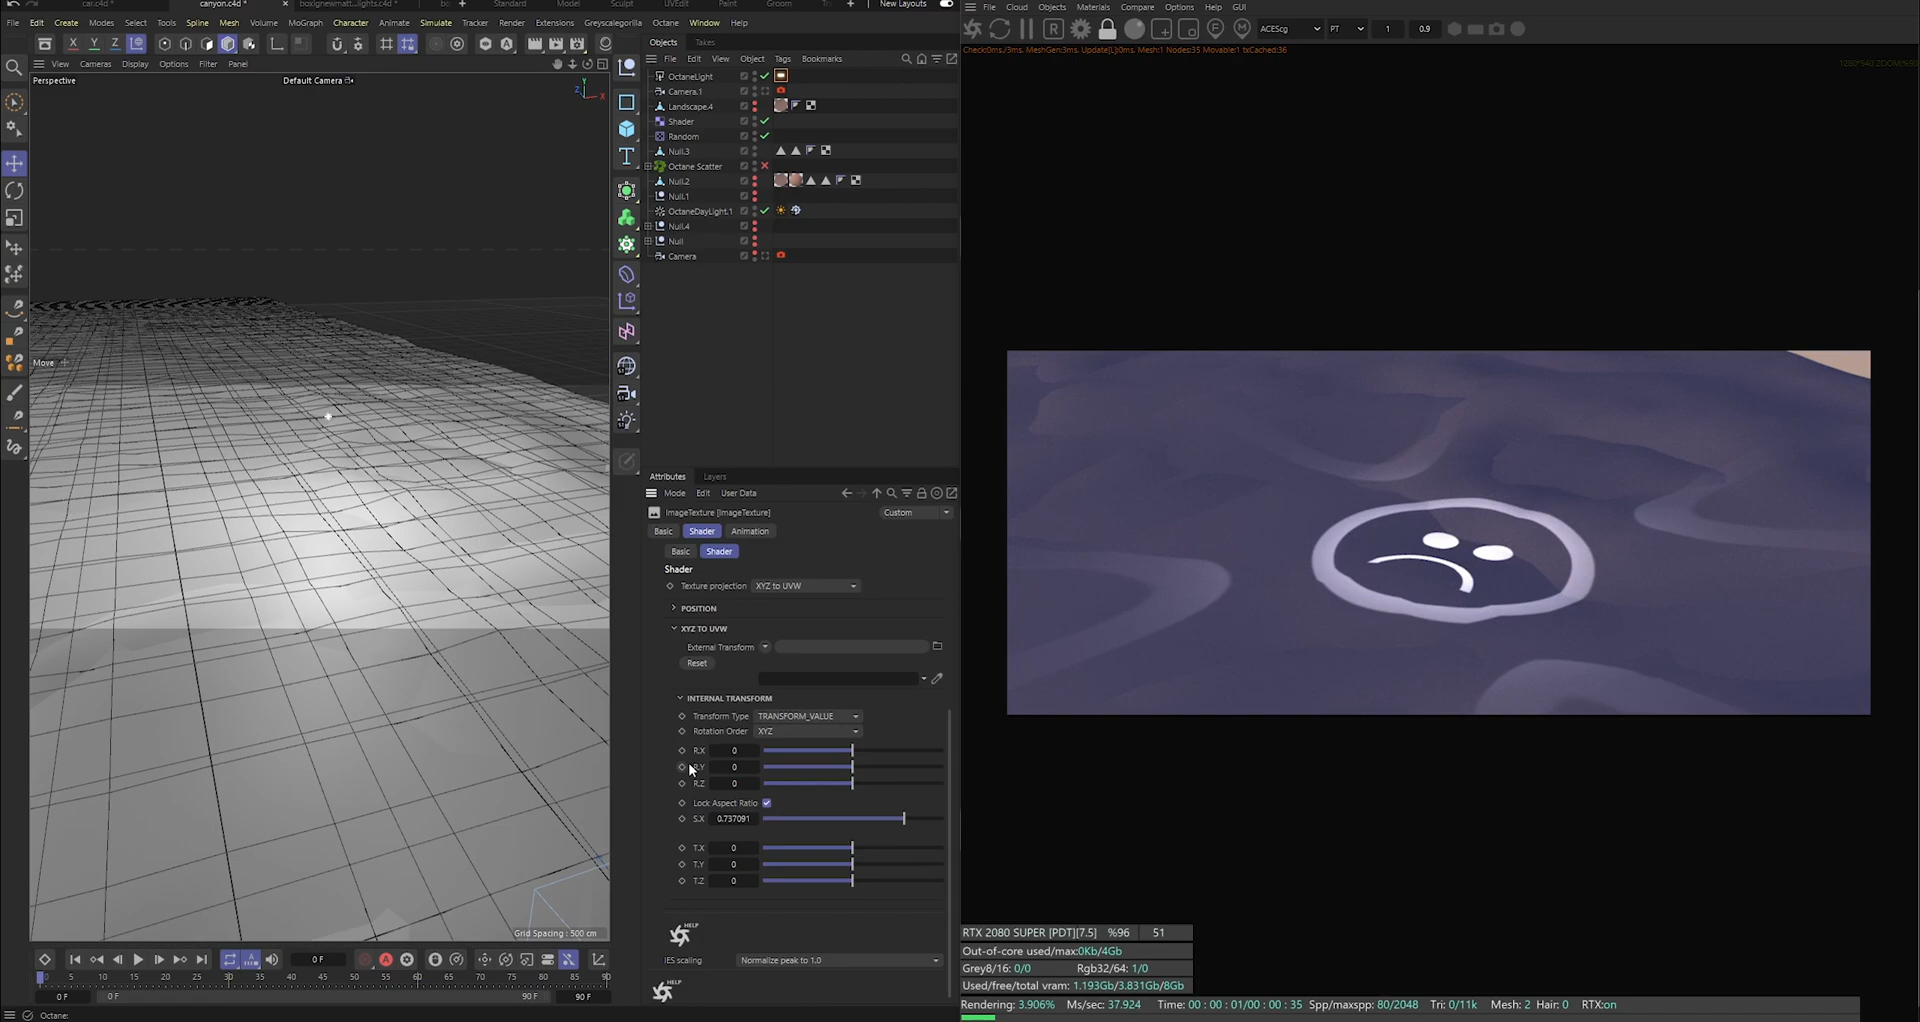 car.c4d *
canyon.c4d *
boxignewmatt...lights.c4d *
bo
Standard
Model
Sculpt
UVEdit
Paint
Groom
New Layouts
File Edit Create Modes Select Tools Spline Mesh Volume MoGraph Character Animate Simulate Tracker Render Extensions Greyscalegorilla Octane Window Help
X Y Z
View Cameras Display Options Filter Panel
Perspective
Default Camera
Y
Z
X
Move
Grid Spacing : 500 cm
Objects Takes
File Edit View Object Tags Bookmarks
OctaneLight
Camera.1
Landscape.4
Shader
Random
Null.3
Octane Scatter
Null.2
Null.1
OctaneDayLight.1
Null.4
Null
Camera
Attributes Layers
Mode Edit User Data
ImageTexture [ImageTexture]
Custom
Basic Shader Animation
Basic Shader
Shader
Texture projection XYZ to UVW
POSITION
XYZ TO UVW
External Transform
Reset
INTERNAL TRANSFORM
Transform Type TRANSFORM_VALUE
Rotation Order XYZ
R.X 0
R.Y 0
R.Z 0
Lock Aspect Ratio
S.X 0.737091
T.X 0
T.Y 0
T.Z 0
HELP
IES scaling Normalize peak to 1.0
HELP
0 F
0 5 10 15 20 25 30 35 40 45 50 55 60 65 70 75 80 85 90
0 F 0 F 90 F 90 F
Octane:
File Cloud Objects Materials Compare Options Help GUI
R
F
M
ACEScg
PT
1
0.9
Check:0ms./3ms. MeshGen:3ms. Update[L]:0ms. Mesh:1 Nodes:35 Movable:1 txCached:36
RTX 2080 SUPER [PDT][7.5] %96 51
Out-of-core used/max:0Kb/4Gb
Grey8/16: 0/0 Rgb32/64: 1/0
Used/free/total vram: 1.193Gb/3.831Gb/8Gb
Rendering: 3.906% Ms/sec: 37.924 Time: 00 : 00 : 01/00 : 00 : 35 Spp/maxspp: 80/2048 Tri: 0/11k Mesh: 2 Hair: 0 RTX:on